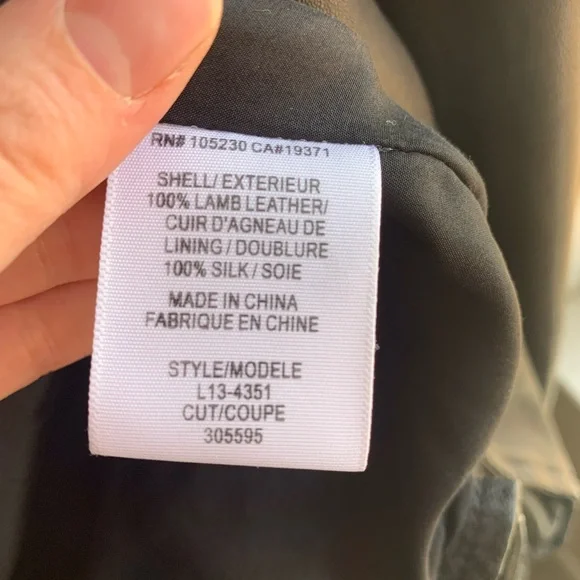 RN# 105230 CA#19371
SHELL/ EXTERIEUR
100% LAMB LEATHER/
CUIR D'AGNEAU DE
LINING / DOUBLURE
100% SILK / SOIE
MADE IN CHINA
FABRIQUE EN CHINE
STYLE/MODELE
L13-4351
CUT/COUPE
305595